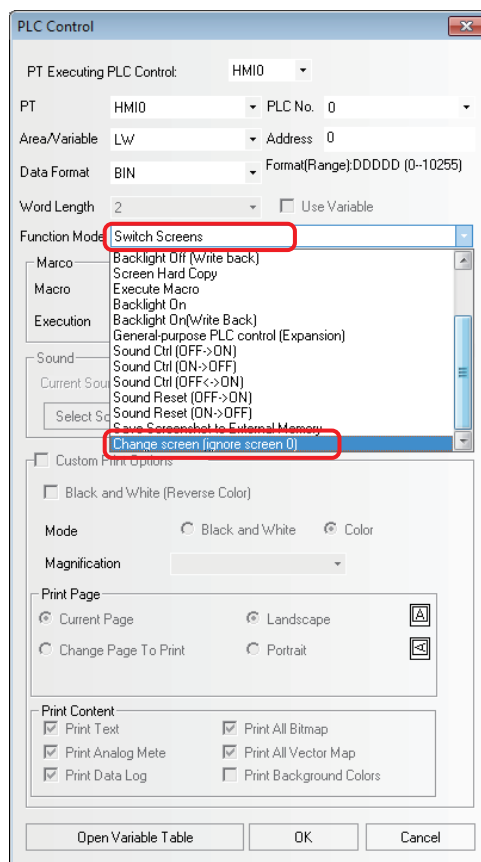 PLC Control
PT Executing PLC Control: HMI0
PT HMI0 PLC No. 0
Area/Variable LW Address 0
Data Format BIN Format(Range):DDDDD (0--10255)
Word Length 2 Use Variable
Function Mode Switch Screens
Marco
Backlight Off (Write back)
Screen Hard Copy
Macro Execute Macro
Backlight On
Execution Backlight On(Write Back)
General-purpose PLC control (Expansion)
Sound Sound Ctrl (OFF->ON)
Sound Ctrl (ON->OFF)
Current Sou Sound Ctrl (OFF<->ON)
Sound Reset (OFF->ON)
Select Sc Sound Reset (ON->OFF)
Save Screenshot to External Memory
Change screen (ignore screen 0)
Custom Print Options
Black and White (Reverse Color)
Mode Black and White Color
Magnification
Print Page
Current Page Landscape A
Change Page To Print Portrait A
Print Content
Print Text Print All Bitmap
Print Analog Mete Print All Vector Map
Print Data Log Print Background Colors
Open Variable Table OK Cancel